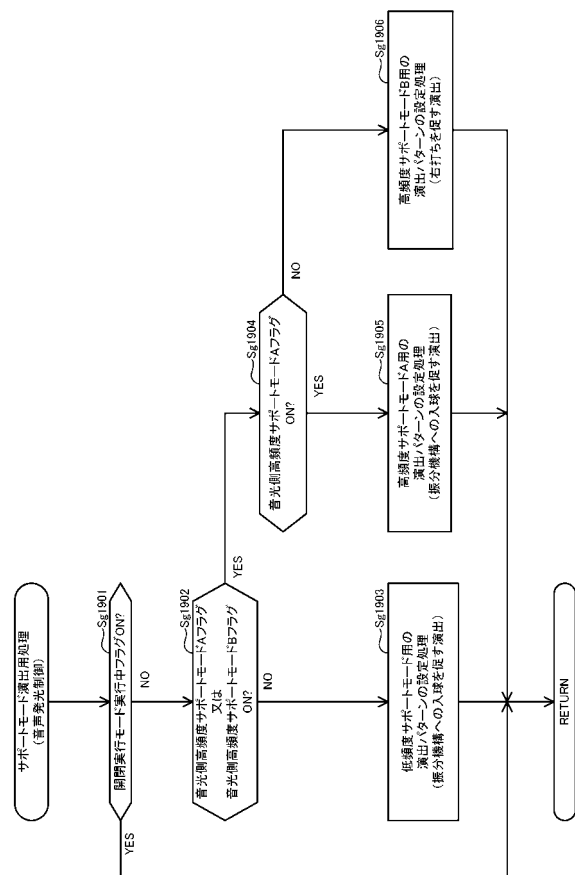 サポートモード演出用処理
(音声発光制御)
Sg1901
開閉実行モード実行中フラグON?
YES
NO
Sg1902
音光側高頻度サポートモードAフラグ
又は
音光側高頻度サポートモードBフラグ
ON?
YES
NO
Sg1903
低頻度サポートモード用の
演出パターンの設定処理
(振分機構への入球を促す演出)
Sg1904
音光側高頻度サポートモードAフラグ
ON?
NO
YES
Sg1905
高頻度サポートモードA用の
演出パターンの設定処理
(振分機構への入球を促す演出)
Sg1906
高頻度サポートモードB用の
演出パターンの設定処理
(右打ちを促す演出)
RETURN